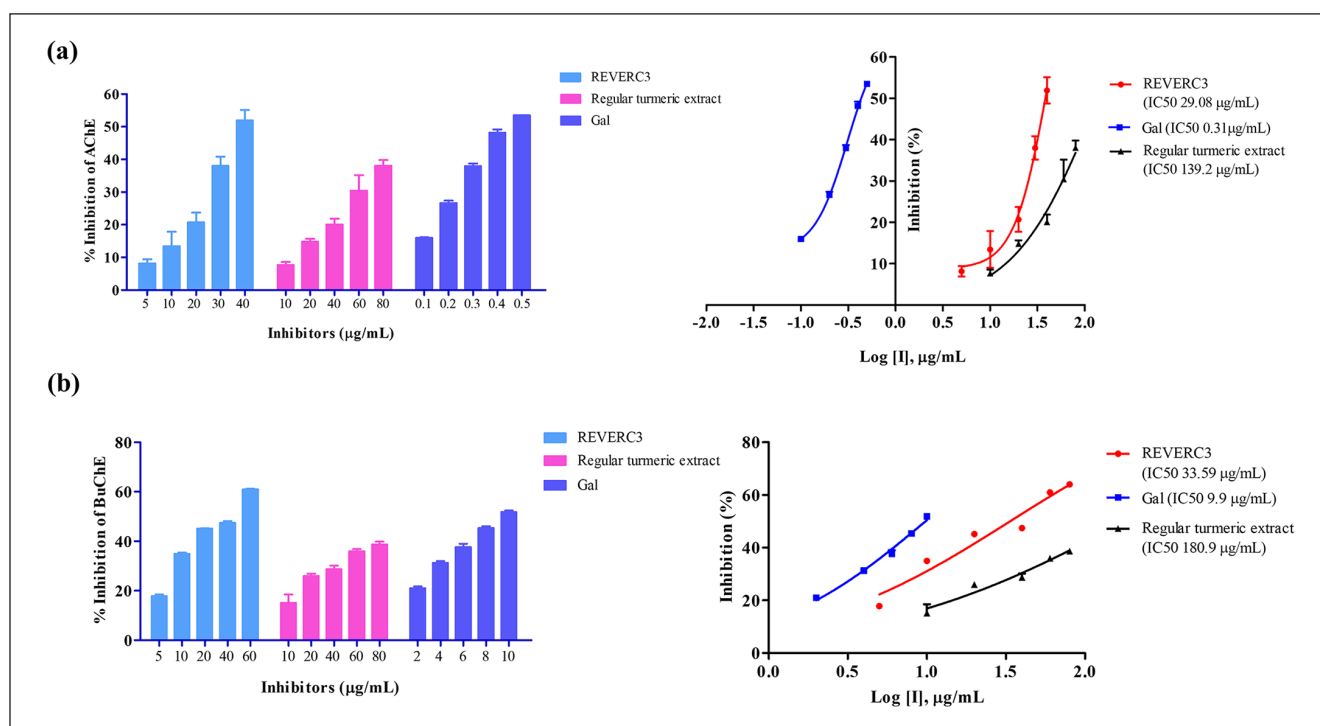 (a)
% Inhibition of AChE
60
50
40
30
20
10
0
5 10 20 30 40 10 20 40 60 80 0.1 0.2 0.3 0.4 0.5
Inhibitors (μg/mL)
REVERC3
Regular turmeric extract
Gal
Inhibition (%)
60
50
40
30
20
10
-2.0 -1.0 -0.5 0.0 0.5 1.0 1.5 2.0
Log [I], μg/mL
REVERC3
(IC50 29.08 μg/mL)
Gal (IC50 0.31μg/mL)
Regular turmeric extract
(IC50 139.2 μg/mL)
(b)
% Inhibition of BuChE
80
60
40
20
0
5 10 20 40 60 10 20 40 60 80 2 4 6 8 10
Inhibitors (μg/mL)
REVERC3
Regular turmeric extract
Gal
Inhibition (%)
80
60
40
20
0
0.0 0.5 1.0 1.5 2.0
Log [I], μg/mL
REVERC3
(IC50 33.59 μg/mL)
Gal (IC50 9.9 μg/mL)
Regular turmeric extract
(IC50 180.9 μg/mL)